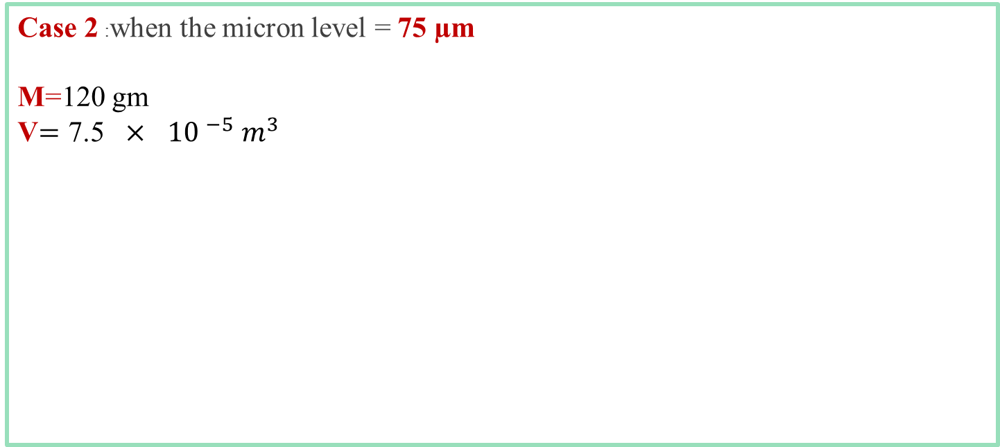 Case 2 :when the micron level = 75 µm
M=120 gm
V= 7.5 × 10⁻⁵ m³